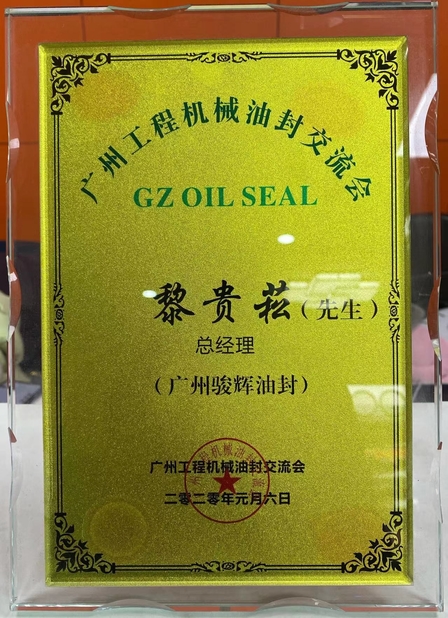 广州工程机械油封交流会
GZ OIL SEAL
黎贵菘（先生）
总经理
（广州骏辉油封）
广州工程机械油封交流会
二零二零年元月六日